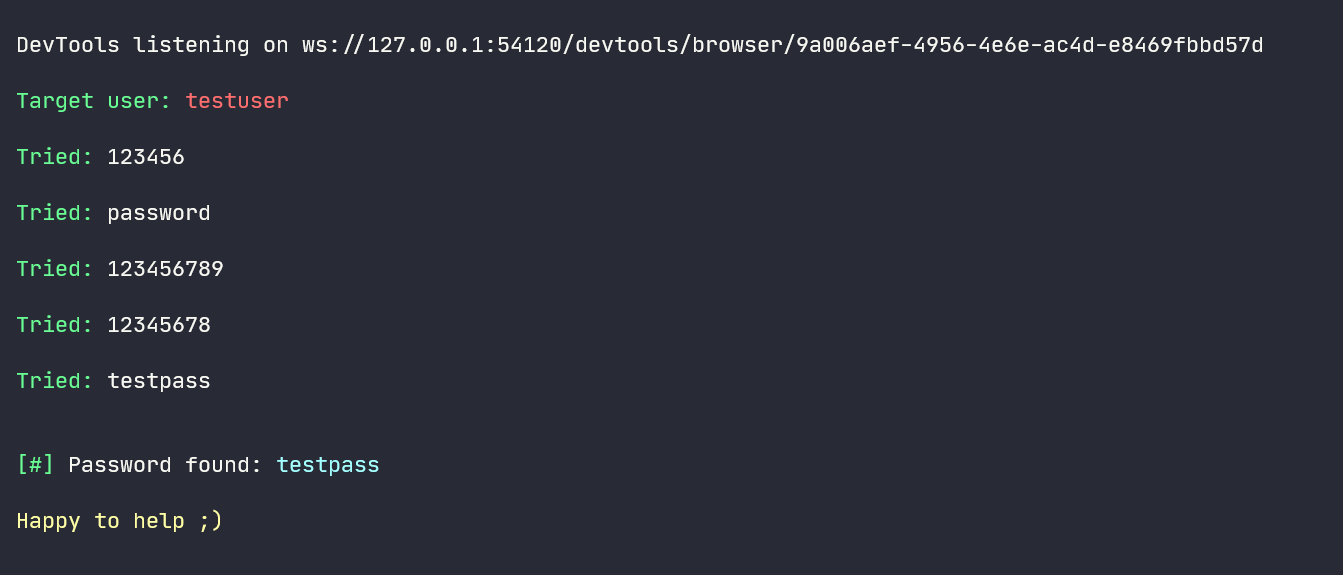 DevTools listening on ws://127.0.0.1:54120/devtools/browser/9a006aef-4956-4e6e-ac4d-e8469fbbd57d
Target user: testuser
Tried: 123456
Tried: password
Tried: 123456789
Tried: 12345678
Tried: testpass
[#] Password found: testpass
Happy to help ;)